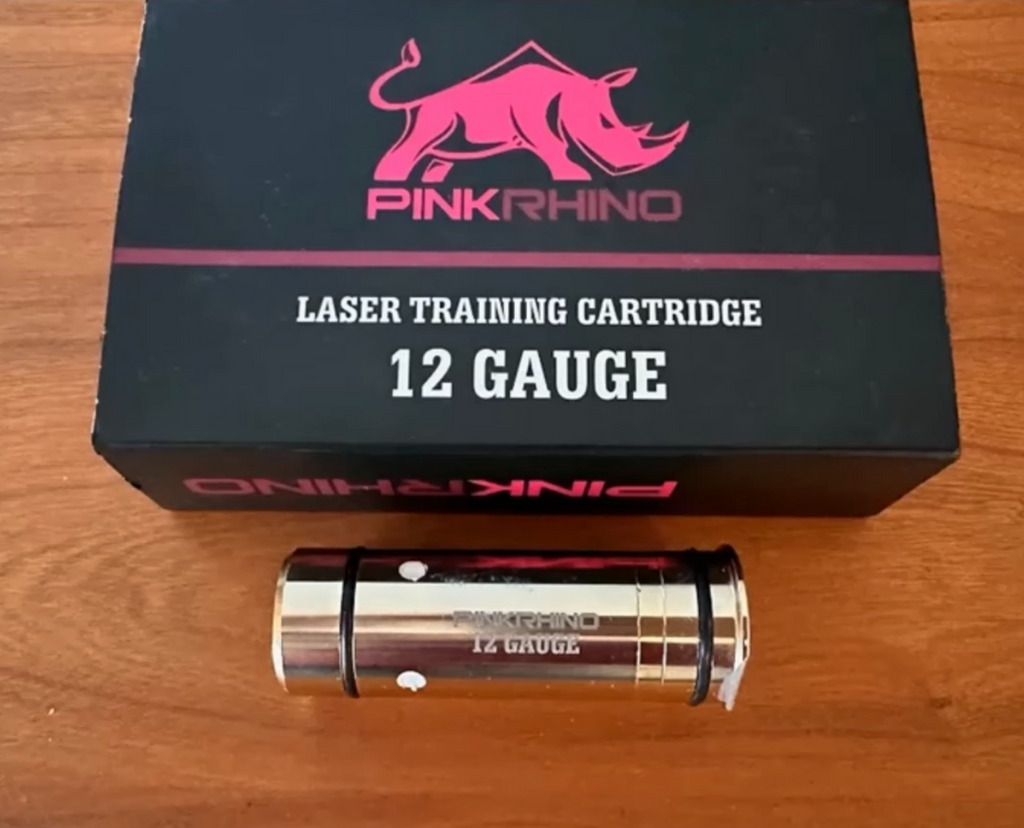 PINKRHINO
LASER TRAINING CARTRIDGE
12 GAUGE
PINKRHINO
PINKRHINO
12 GAUGE